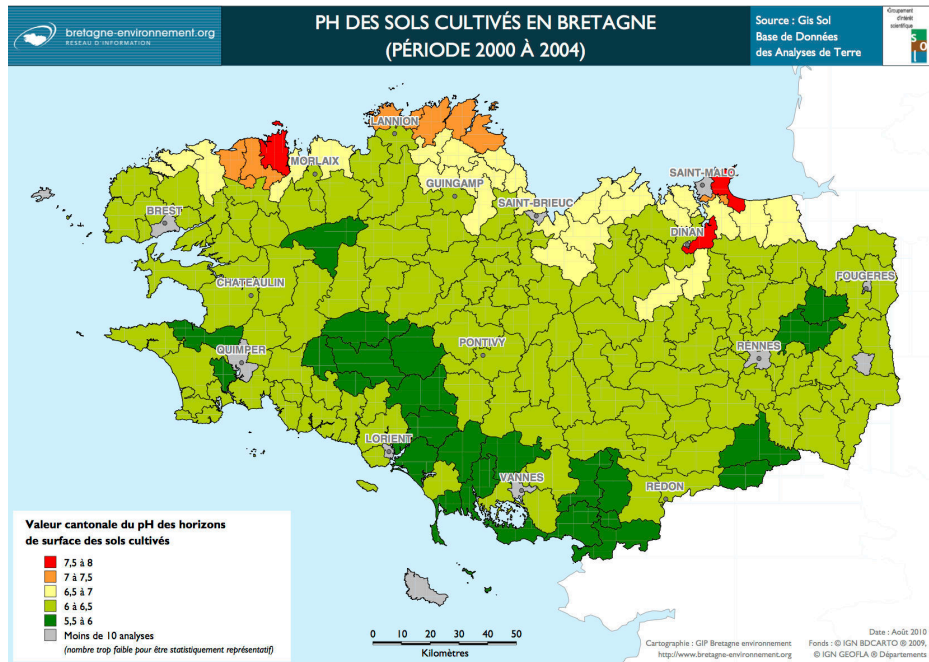 bretagne-environnement.org
RESEAU D'INFORMATION
PH DES SOLS CULTIVÉS EN BRETAGNE
(PÉRIODE 2000 À 2004)
Source : Gis Sol
Base de Données
des Analyses de Terre
Groupement
d'intérêt
scientifique
S
O
L
LANNION
MORLAIX
GUINGAMP
SAINT-MALO
SAINT-BRIEUC
BREST
DINAN
FOUGERES
CHATEAULIN
QUIMPER
PONTIVY
RENNES
LORIENT
VANNES
REDON
Valeur cantonale du pH des horizons
de surface des sols cultivés
7,5 à 8
7 à 7,5
6,5 à 7
6 à 6,5
5,5 à 6
Moins de 10 analyses
(nombre trop faible pour être statistiquement représentatif)
0 10 20 30 40 50
Kilomètres
Date : Août 2010
Cartographie : GIP Bretagne environnement Fonds : © IGN BDCARTO ® 2009,
http://www.bretagne-environnement.org © IGN GEOFLA ® Départements